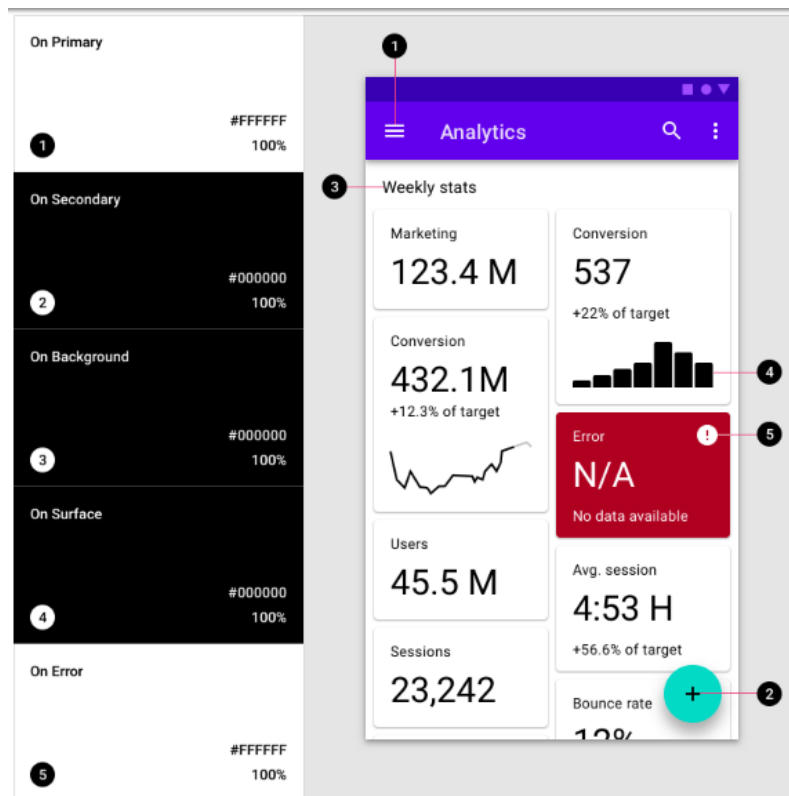 On Primary
#FFFFFF
1
100%
On Secondary
#000000
2
100%
On Background
#000000
3
100%
On Surface
#000000
4
100%
On Error
#FFFFFF
5
100%
1
Analytics
3
Weekly stats
Marketing
123.4 M
Conversion
432.1M
+12.3% of target
Users
45.5 M
Sessions
23,242
Conversion
537
+22% of target
4
Error
!
5
N/A
No data available
Avg. session
4:53 H
+56.6% of target
Bounce rate
+
2
12%